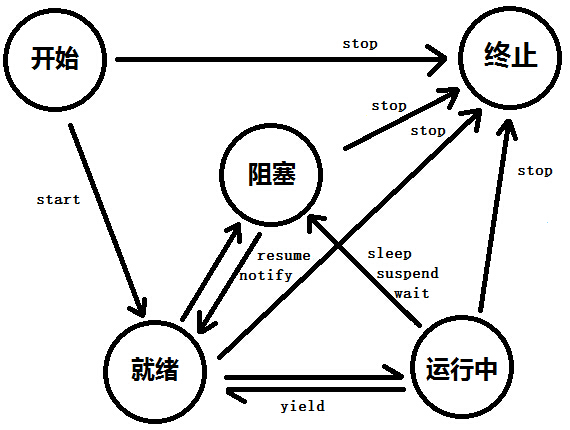 开始
stop
终止
stop
stop
阻塞
stop
start
resume
notify
sleep
suspend
wait
就绪
运行中
yield